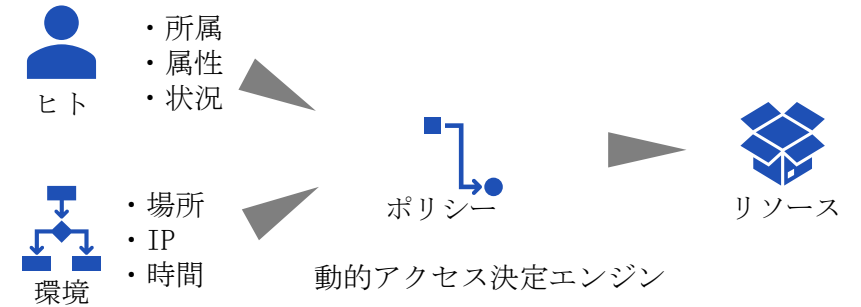 ・所属
・属性
・状況
ヒト
・場所
・IP
・時間
環境
ポリシー
動的アクセス決定エンジン
リソース